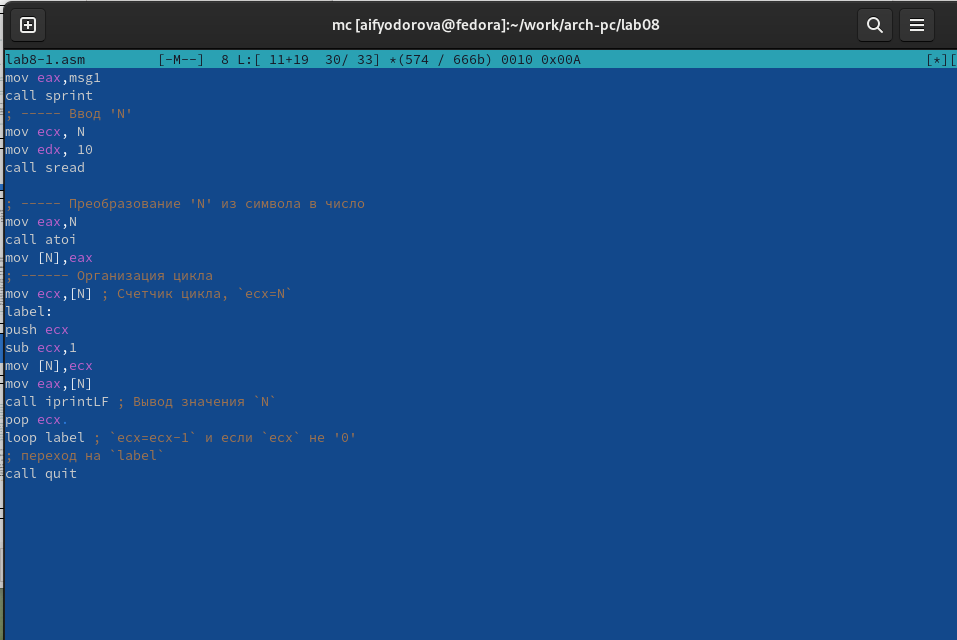 mc [aifyodorova@fedora]:~/work/arch-pc/lab08
lab8-1.asm [-M--] 8 L:[ 11+19 30/ 33] *(574 / 666b) 0010 0x00A [*][
mov eax,msg1
call sprint
; ----- Ввод 'N'
mov ecx, N
mov edx, 10
call sread
; ----- Преобразование 'N' из символа в число
mov eax,N
call atoi
mov [N],eax
; ------ Организация цикла
mov ecx,[N] ; Счетчик цикла, `ecx=N`
label:
push ecx
sub ecx,1
mov [N],ecx
mov eax,[N]
call iprintLF ; Вывод значения `N`
pop ecx.
loop label ; `ecx=ecx-1` и если `ecx` не '0'
; переход на `label`
call quit